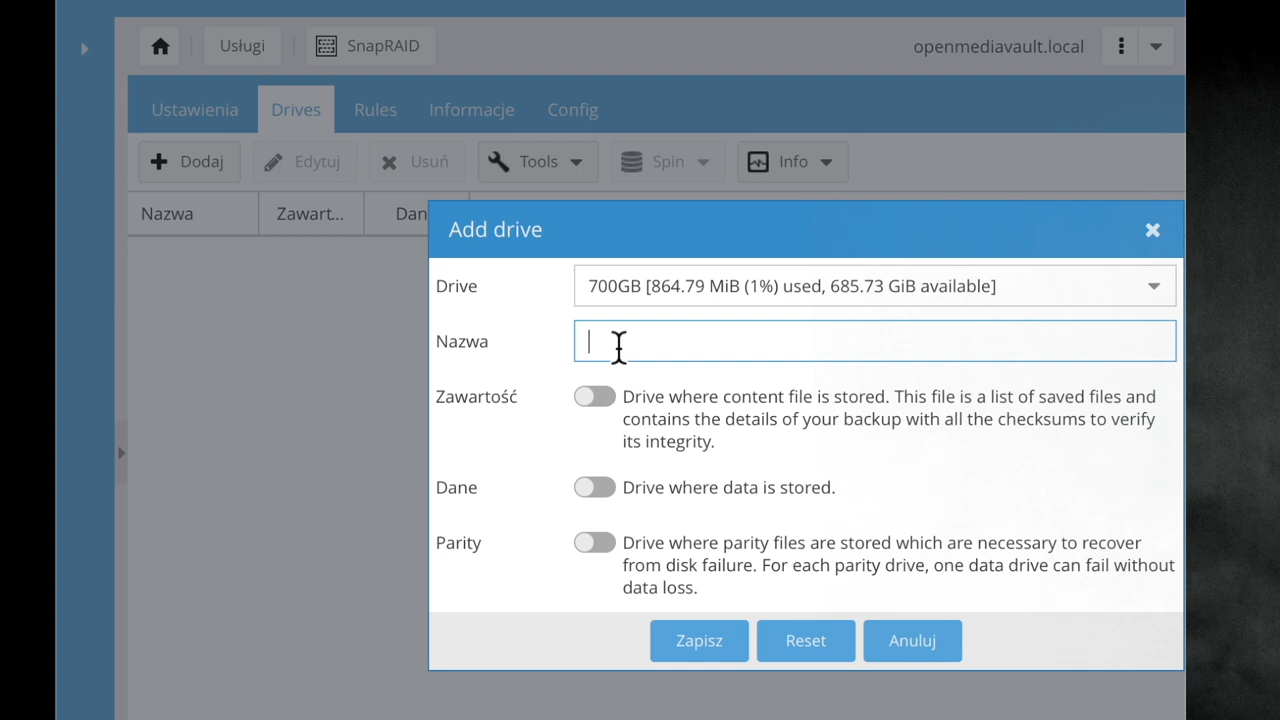 Usługi
SnapRAID
openmediavault.local
Ustawienia
Drives
Rules
Informacje
Config
Dodaj
Edytuj
Usuń
Tools
Spin
Info
Nazwa
Zawart...
Dan
Add drive
Drive
700GB [864.79 MiB (1%) used, 685.73 GiB available]
Nazwa
Zawartość
Drive where content file is stored. This file is a list of saved files and
contains the details of your backup with all the checksums to verify
its integrity.
Dane
Drive where data is stored.
Parity
Drive where parity files are stored which are necessary to recover
from disk failure. For each parity drive, one data drive can fail without
data loss.
Zapisz
Reset
Anuluj